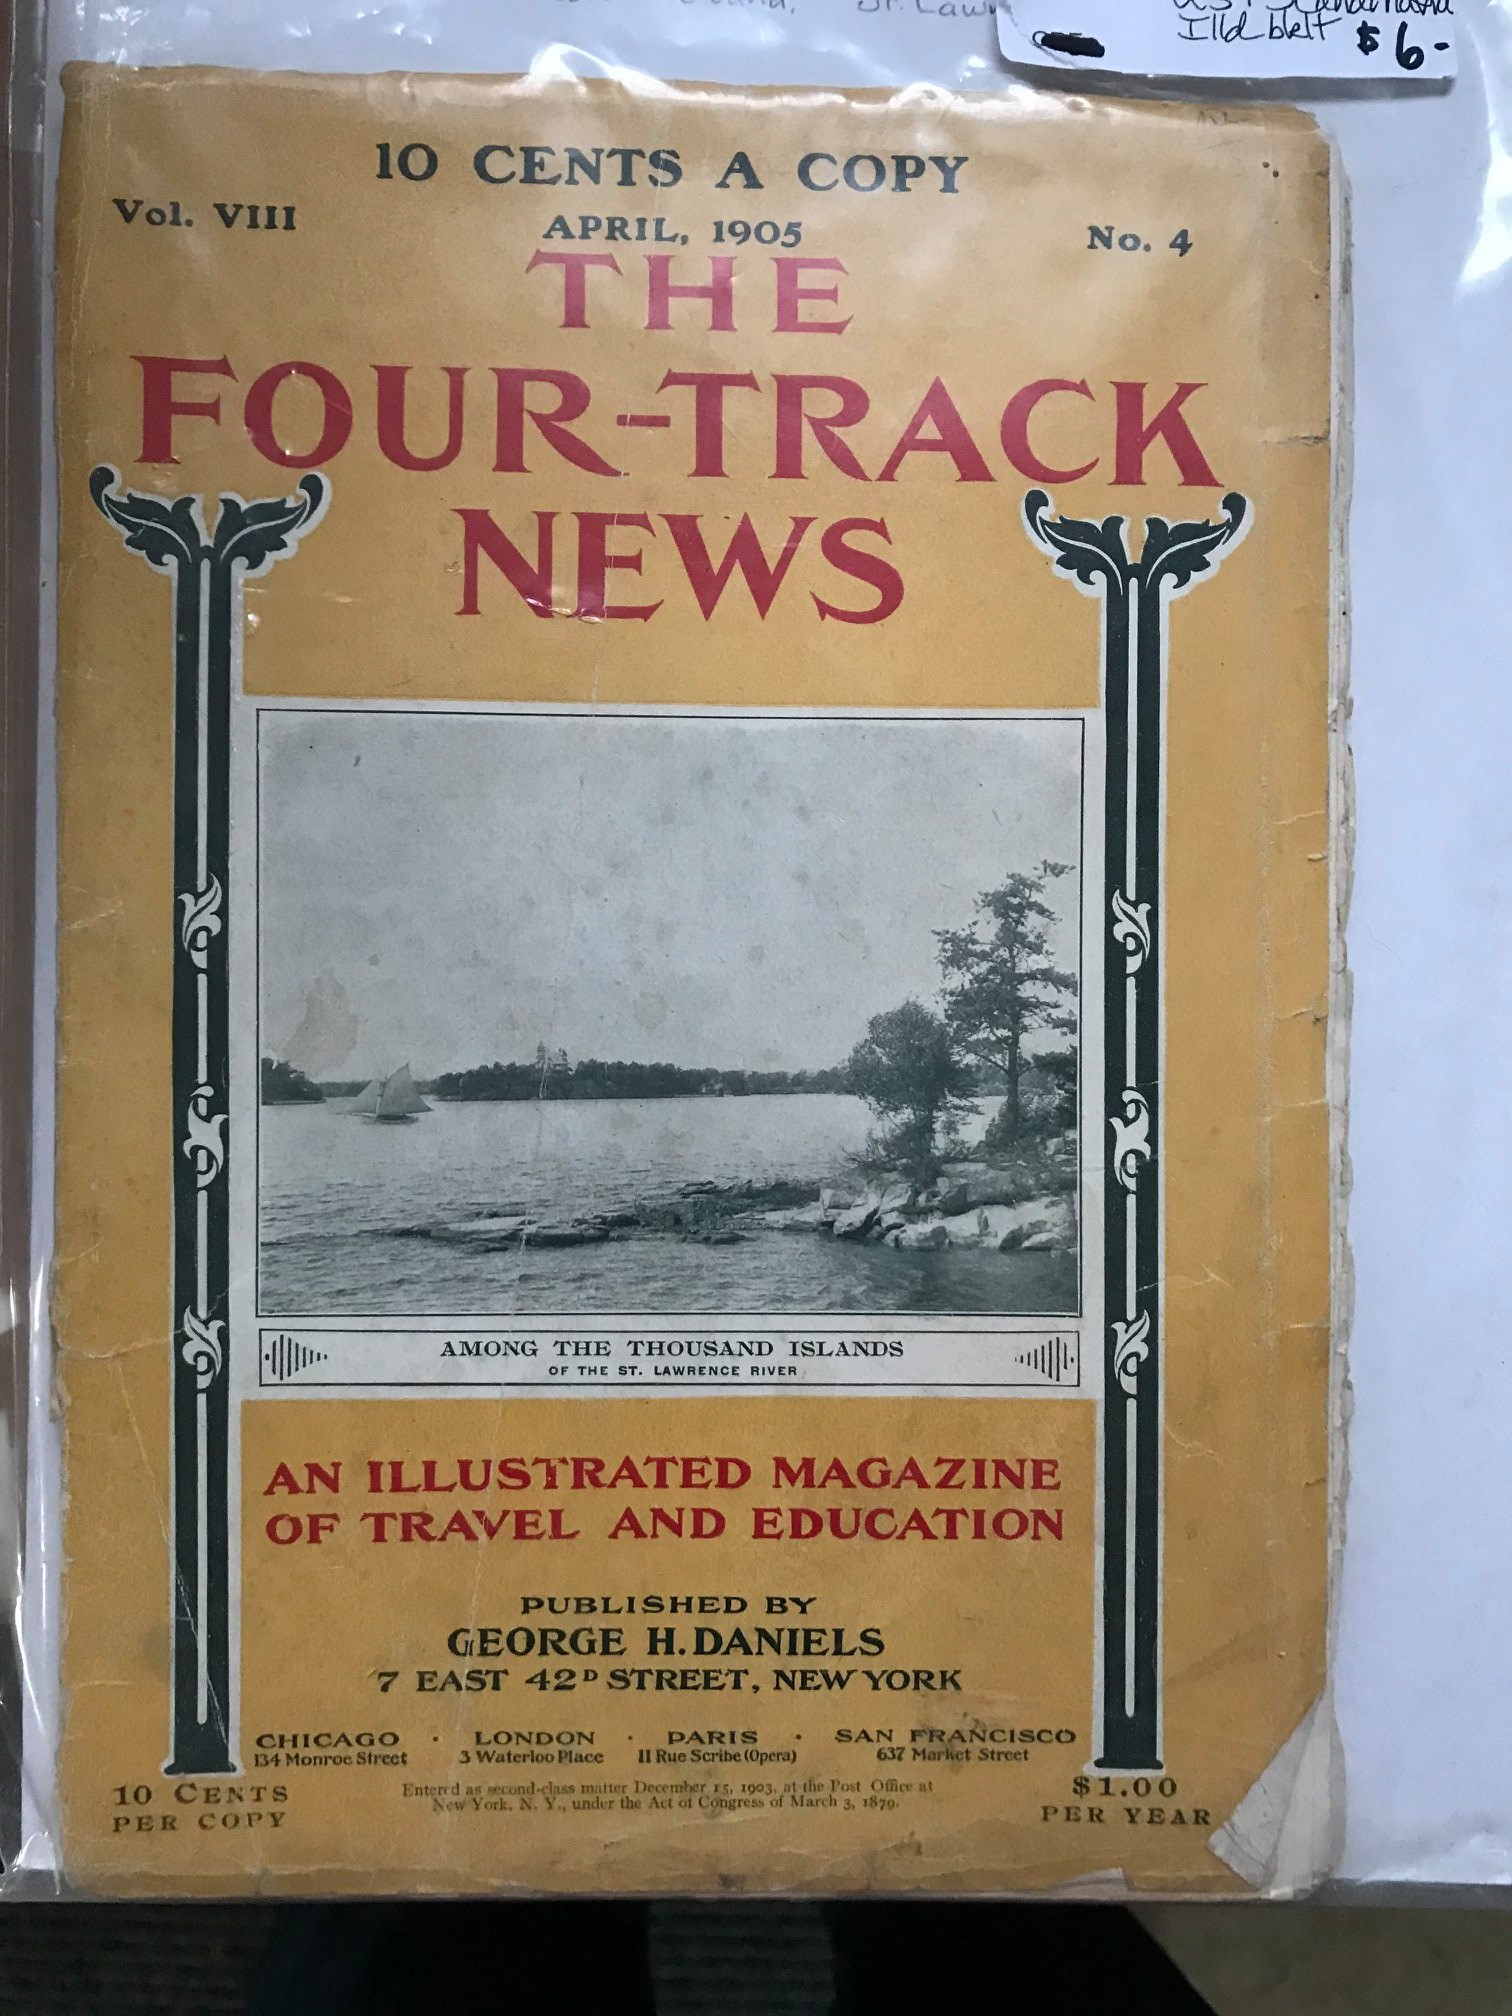 St. Law
Ill'd
$6-
10 CENTS A COPY
Vol. VIII
APRIL, 1905
No. 4
THE
FOUR-TRACK
NEWS
AMONG THE THOUSAND ISLANDS
OF THE ST. LAWRENCE RIVER
AN ILLUSTRATED MAGAZINE
OF TRAVEL AND EDUCATION
PUBLISHED BY
GEORGE H. DANIELS
7 EAST 42D STREET, NEW YORK
CHICAGO · LONDON · PARIS · SAN FRANCISCO
134 Monroe Street 3 Waterloo Place 11 Rue Scribe (Opera) 637 Market Street
10 CENTS
PER COPY
Entered as second-class matter December 15, 1903, at the Post Office at
New York, N. Y., under the Act of Congress of March 3, 1879.
$1.00
PER YEAR